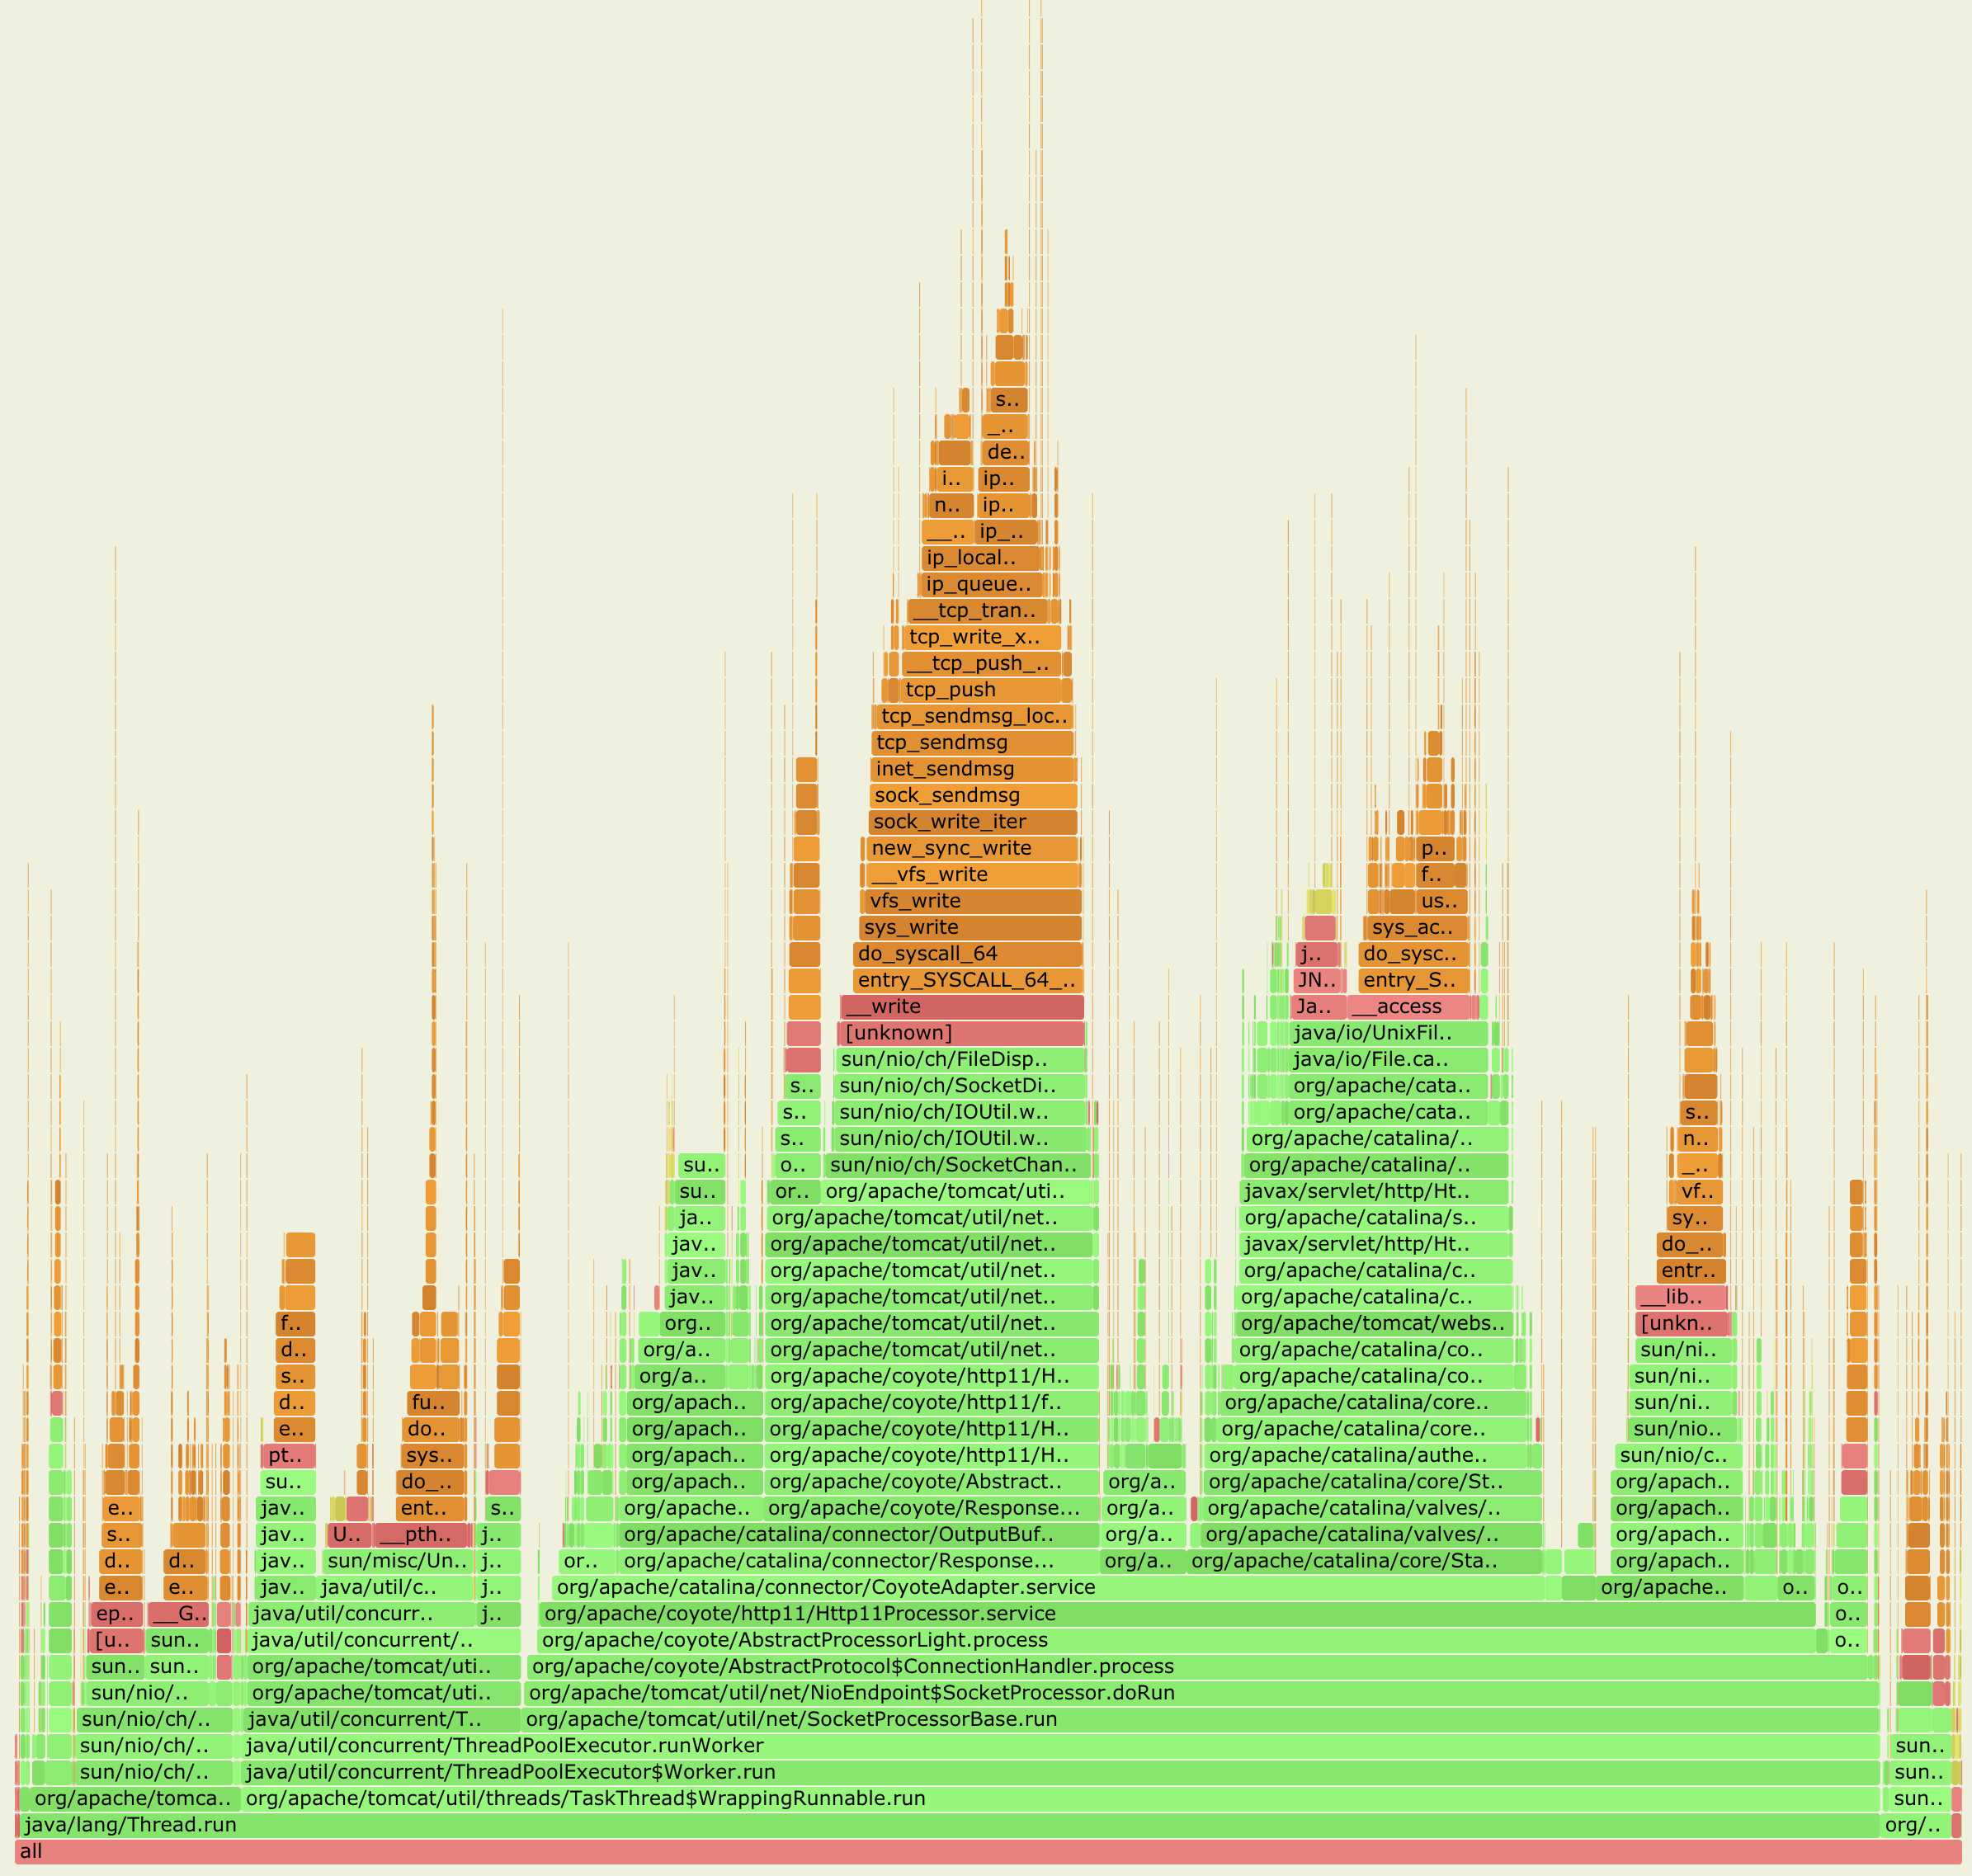 s..
_..
de..
i.. ip..
n.. ip..
__.. ip_..
ip_local..
ip_queue..
__tcp_tran..
tcp_write_x..
__tcp_push_..
tcp_push
tcp_sendmsg_loc..
tcp_sendmsg
inet_sendmsg
sock_sendmsg
sock_write_iter
new_sync_write p..
__vfs_write f..
vfs_write us..
sys_write sys_ac..
do_syscall_64 j.. do_sysc..
entry_SYSCALL_64_.. JN.. entry_S..
__write Ja.. __access
[unknown] java/io/UnixFil..
sun/nio/ch/FileDisp.. java/io/File.ca..
s.. sun/nio/ch/SocketDi.. org/apache/cata..
s.. sun/nio/ch/IOUtil.w.. org/apache/cata.. s..
s.. sun/nio/ch/IOUtil.w.. org/apache/catalina/.. n..
su.. o.. sun/nio/ch/SocketChan.. org/apache/catalina/.. _..
su.. or.. org/apache/tomcat/uti.. javax/servlet/http/Ht.. vf..
ja.. org/apache/tomcat/util/net.. org/apache/catalina/s.. sy..
jav.. org/apache/tomcat/util/net.. javax/servlet/http/Ht.. do_..
jav.. org/apache/tomcat/util/net.. org/apache/catalina/c.. entr..
jav.. org/apache/tomcat/util/net.. org/apache/catalina/c.. __lib..
f.. org.. org/apache/tomcat/util/net.. org/apache/tomcat/webs.. [unkn..
d.. org/a.. org/apache/tomcat/util/net.. org/apache/catalina/co.. sun/ni..
s.. org/a.. org/apache/coyote/http11/H.. org/apache/catalina/co.. sun/ni..
d.. fu.. org/apach.. org/apache/coyote/http11/f.. org/apache/catalina/core.. sun/ni..
e.. do.. org/apach.. org/apache/coyote/http11/H.. org/apache/catalina/core.. sun/nio..
pt.. sys.. org/apach.. org/apache/coyote/http11/H.. org/apache/catalina/authe.. sun/nio/c..
su.. do_.. org/apach.. org/apache/coyote/Abstract.. org/a.. org/apache/catalina/core/St.. org/apach..
e.. jav.. ent.. s.. org/apache.. org/apache/coyote/Response... org/a.. org/apache/catalina/valves/.. org/apach..
s.. jav.. U.. __pth.. j.. org/apache/catalina/connector/OutputBuf.. org/a.. org/apache/catalina/valves/.. org/apach..
d.. d.. jav.. sun/misc/Un.. j.. or.. org/apache/catalina/connector/Response... org/a.. org/apache/catalina/core/Sta.. org/apach..
e.. e.. jav.. java/util/c.. j.. org/apache/catalina/connector/CoyoteAdapter.service org/apache.. o.. o..
ep.. __G.. java/util/concurr.. j.. org/apache/coyote/http11/Http11Processor.service o..
[u.. sun.. java/util/concurrent/.. org/apache/coyote/AbstractProcessorLight.process o..
sun.. sun.. org/apache/tomcat/uti.. org/apache/coyote/AbstractProtocol$ConnectionHandler.process
sun/nio/.. org/apache/tomcat/uti.. org/apache/tomcat/util/net/NioEndpoint$SocketProcessor.doRun
sun/nio/ch/.. java/util/concurrent/T.. org/apache/tomcat/util/net/SocketProcessorBase.run
sun/nio/ch/.. java/util/concurrent/ThreadPoolExecutor.runWorker sun..
sun/nio/ch/.. java/util/concurrent/ThreadPoolExecutor$Worker.run sun..
org/apache/tomca.. org/apache/tomcat/util/threads/TaskThread$WrappingRunnable.run sun..
java/lang/Thread.run org/..
all